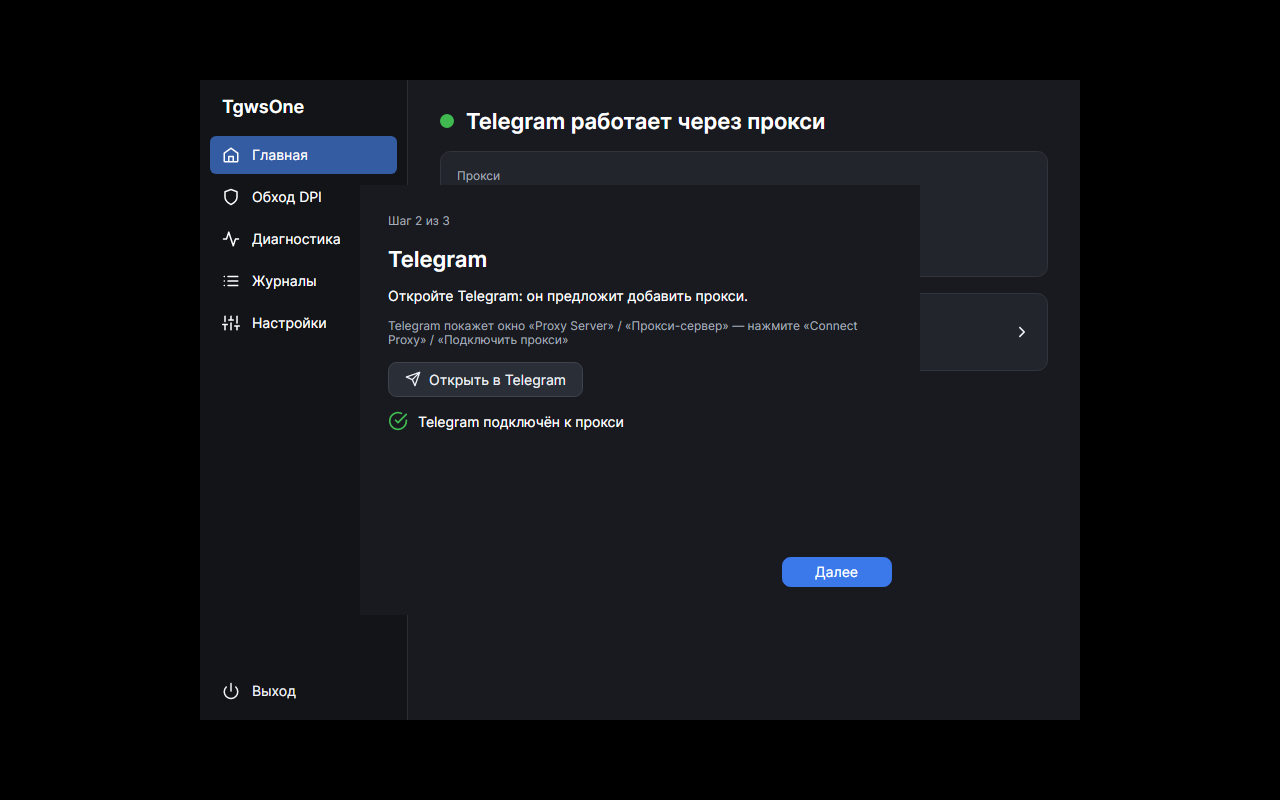 TgwsOne
Главная
Обход DPI
Диагностика
Журналы
Настройки
Выход
Telegram работает через прокси
Прокси
Шаг 2 из 3
Telegram
Откройте Telegram: он предложит добавить прокси.
Telegram покажет окно «Proxy Server» / «Прокси-сервер» — нажмите «Connect
Proxy» / «Подключить прокси»
Открыть в Telegram
Telegram подключён к прокси
Далее